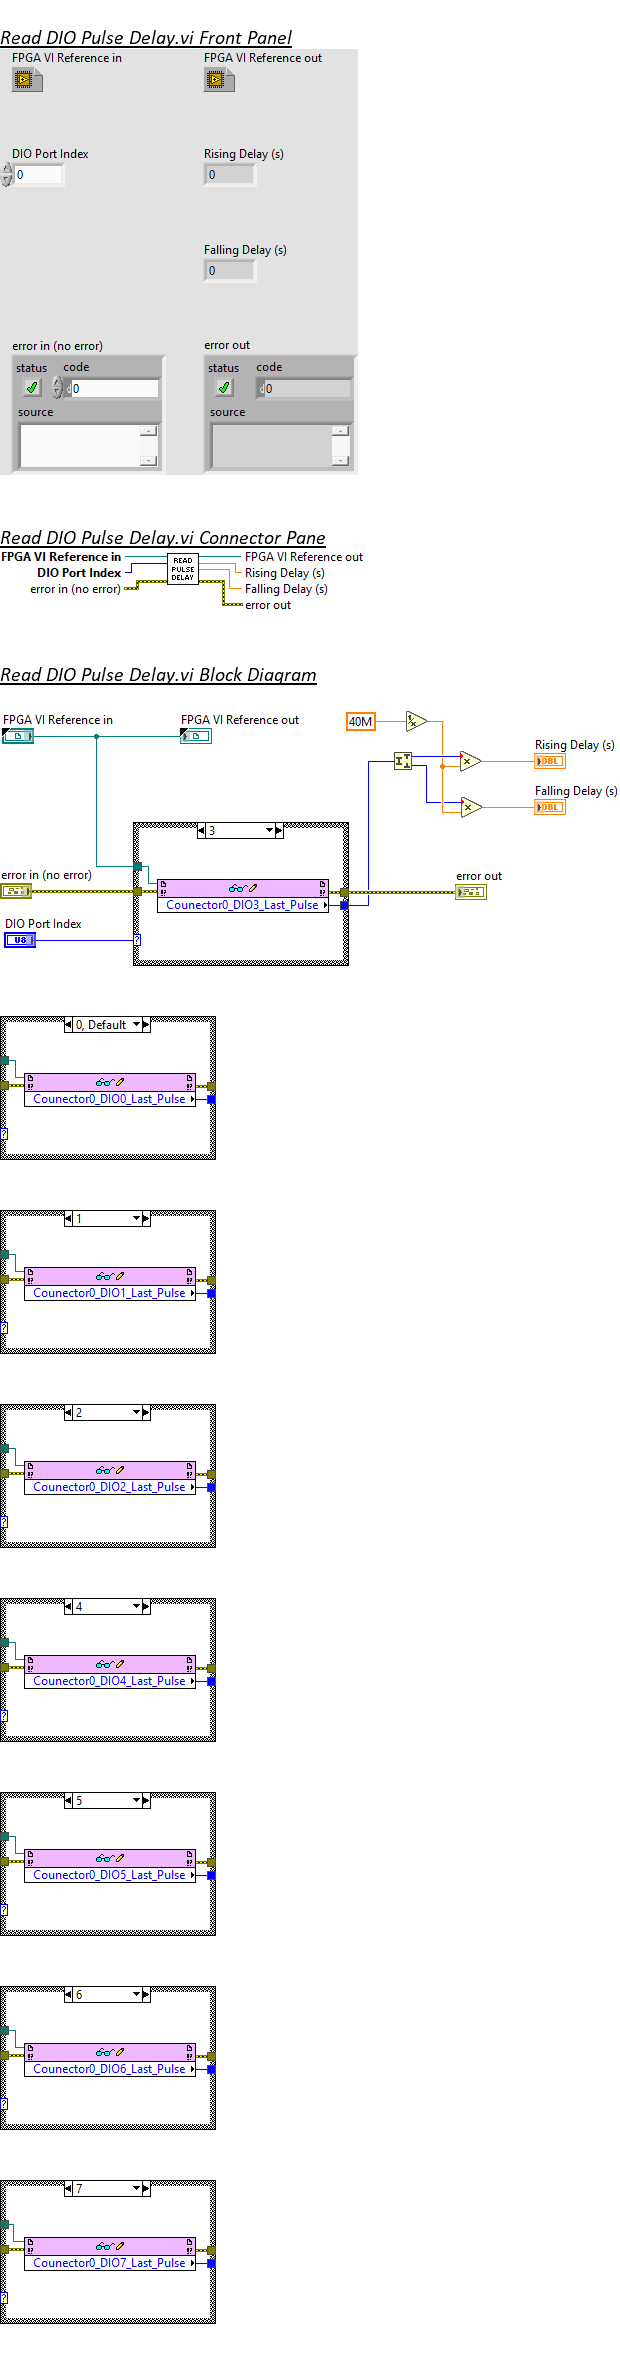 Read DIO Pulse Delay.vi Front Panel
FPGA VI Reference in
FPGA VI Reference out
DIO Port Index
0
Rising Delay (s)
0
Falling Delay (s)
0
error in (no error)
status
code
d
0
source
error out
status
code
d
0
source
Read DIO Pulse Delay.vi Connector Pane
FPGA VI Reference in
DIO Port Index
error in (no error)
READ
PULSE
DELAY
FPGA VI Reference out
Rising Delay (s)
Falling Delay (s)
error out
Read DIO Pulse Delay.vi Block Diagram
FPGA VI Reference in
FPGA VI Reference out
40M
Rising Delay (s)
DBL
Falling Delay (s)
DBL
3
error in (no error)
Counector0_DIO3_Last_Pulse
error out
DIO Port Index
U8
?
0, Default
Counector0_DIO0_Last_Pulse
?
1
Counector0_DIO1_Last_Pulse
?
2
Counector0_DIO2_Last_Pulse
?
4
Counector0_DIO4_Last_Pulse
?
5
Counector0_DIO5_Last_Pulse
?
6
Counector0_DIO6_Last_Pulse
?
7
Counector0_DIO7_Last_Pulse
?